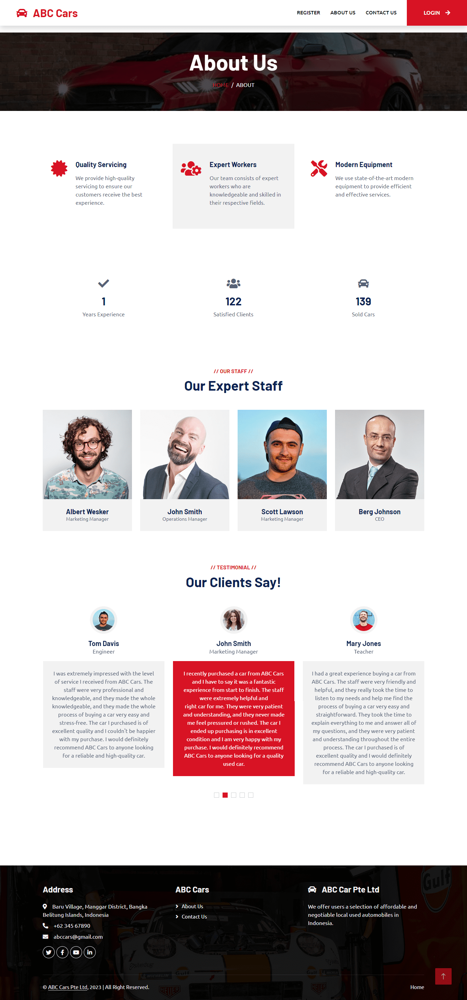 ABC Cars
REGISTER
ABOUT US
CONTACT US
LOGIN
About Us
HOME / ABOUT
Quality Servicing
We provide high-quality
servicing to ensure our
customers receive the best
experience.
Expert Workers
Our team consists of expert
workers who are
knowledgeable and skilled in
their respective fields.
Modern Equipment
We use state-of-the-art modern
equipment to provide efficient
and effective services.
1
Years Experience
122
Satisfied Clients
139
Sold Cars
// OUR STAFF //
Our Expert Staff
Albert Wesker
Marketing Manager
John Smith
Operations Manager
Scott Lawson
Marketing Manager
Berg Johnson
CEO
// TESTIMONIAL //
Our Clients Say!
Tom Davis
Engineer
I was extremely impressed with the level
of service I received from ABC Cars. The
staff were very professional and
knowledgeable, and they made the whole
knowledgeable, and they made the whole
process of buying a car very easy and
stress-free. The car I purchased is of
excellent quality and I couldn't be happier
with my purchase. I would definitely
recommend ABC Cars to anyone looking
for a reliable and high-quality car.
John Smith
Marketing Manager
I recently purchased a car from ABC Cars
and I have to say it was a fantastic
experience from start to finish. The staff
were extremely helpful and
right car for me. They were very patient
and understanding, and they never made
me feel pressured or rushed. The car I
ended up purchasing is in excellent
condition and I am very happy with my
purchase. I would definitely recommend
ABC Cars to anyone looking for a quality
used car.
Mary Jones
Teacher
I had a great experience buying a car from
ABC Cars. The staff were very friendly and
helpful, and they really took the time to
listen to my needs and help me find the
process of buying a car very easy and
straightforward. They took the time to
explain everything to me and answer all of
my questions, and they were very patient
and understanding throughout the entire
process. The car I purchased is of
excellent quality and I would definitely
recommend ABC Cars to anyone looking
for a reliable and high-quality car.
Gulf
Address
Baru Village, Manggar District, Bangka
Belitung Islands, Indonesia
+62 345 67890
abccars@gmail.com
ABC Cars
About Us
Contact Us
ABC Car Pte Ltd
We offer users a selection of affordable and
negotiable local used automobiles in
Indonesia.
silverbug
MICHELIN
Gulf
Gulf
HEUER
HEUER
© ABC Cars Pte Ltd, 2023 | All Right Reserved.
Home